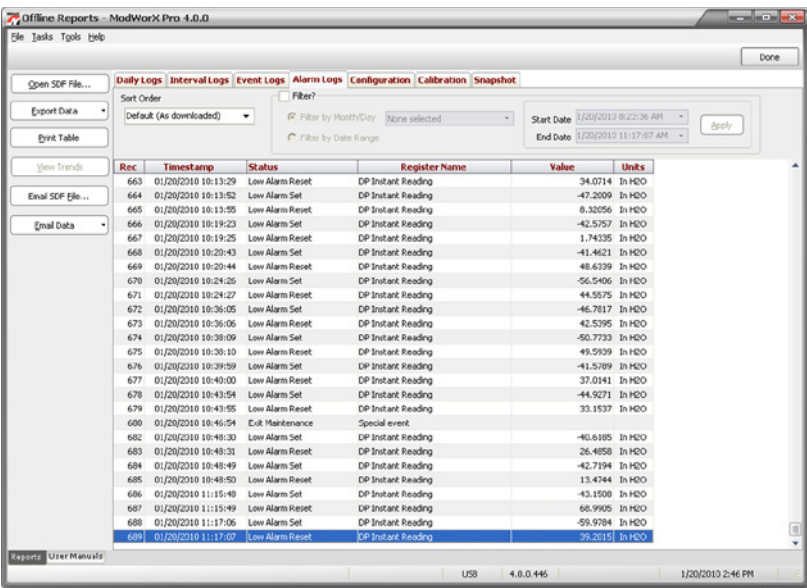 Offline Reports - ModWorX Pro 4.0.0
File Tasks Tools Help
Done
Open SDF File...
Export Data
Print Table
View Trends
Email SDF File...
Email Data
Daily Logs Interval Logs Event Logs Alarm Logs Configuration Calibration Snapshot
Sort Order
Default (As downloaded)
Filter?
Filter by Month/Day None selected
Filter by Date Range
Start Date 1/20/2010 8:23:36 AM
End Date 1/20/2010 11:17:07 AM
Apply
Rec Timestamp Status Register Name Value Units
663 01/20/2010 10:13:29 Low Alarm Reset DP Instant Reading 34.0714 In H2O
664 01/20/2010 10:13:52 Low Alarm Set DP Instant Reading -47.2009 In H2O
665 01/20/2010 10:13:55 Low Alarm Reset DP Instant Reading 8.32056 In H2O
666 01/20/2010 10:19:23 Low Alarm Set DP Instant Reading -42.5757 In H2O
667 01/20/2010 10:19:25 Low Alarm Reset DP Instant Reading 1.74335 In H2O
668 01/20/2010 10:20:43 Low Alarm Set DP Instant Reading -41.4621 In H2O
669 01/20/2010 10:20:44 Low Alarm Reset DP Instant Reading 48.6339 In H2O
670 01/20/2010 10:24:26 Low Alarm Set DP Instant Reading -56.5406 In H2O
671 01/20/2010 10:24:27 Low Alarm Reset DP Instant Reading 44.5575 In H2O
672 01/20/2010 10:36:05 Low Alarm Set DP Instant Reading -46.7817 In H2O
673 01/20/2010 10:36:06 Low Alarm Reset DP Instant Reading 42.5395 In H2O
674 01/20/2010 10:38:09 Low Alarm Set DP Instant Reading -50.7733 In H2O
675 01/20/2010 10:38:10 Low Alarm Reset DP Instant Reading 49.5939 In H2O
676 01/20/2010 10:39:59 Low Alarm Set DP Instant Reading -41.5789 In H2O
677 01/20/2010 10:40:00 Low Alarm Reset DP Instant Reading 37.0141 In H2O
678 01/20/2010 10:43:54 Low Alarm Set DP Instant Reading -44.9271 In H2O
679 01/20/2010 10:43:55 Low Alarm Reset DP Instant Reading 33.1537 In H2O
680 01/20/2010 10:46:54 Exit Maintenance Special event
682 01/20/2010 10:48:30 Low Alarm Set DP Instant Reading -40.6185 In H2O
683 01/20/2010 10:48:31 Low Alarm Reset DP Instant Reading 26.4858 In H2O
684 01/20/2010 10:48:49 Low Alarm Set DP Instant Reading -42.7194 In H2O
685 01/20/2010 10:48:50 Low Alarm Reset DP Instant Reading 13.4744 In H2O
686 01/20/2010 11:15:48 Low Alarm Set DP Instant Reading -43.1508 In H2O
687 01/20/2010 11:15:49 Low Alarm Reset DP Instant Reading 68.9905 In H2O
688 01/20/2010 11:17:06 Low Alarm Set DP Instant Reading -59.9784 In H2O
689 01/20/2010 11:17:07 Low Alarm Reset DP Instant Reading 39.2015 In H2O
Reports User Manuals
USB 4.0.0.446 1/20/2010 2:46 PM